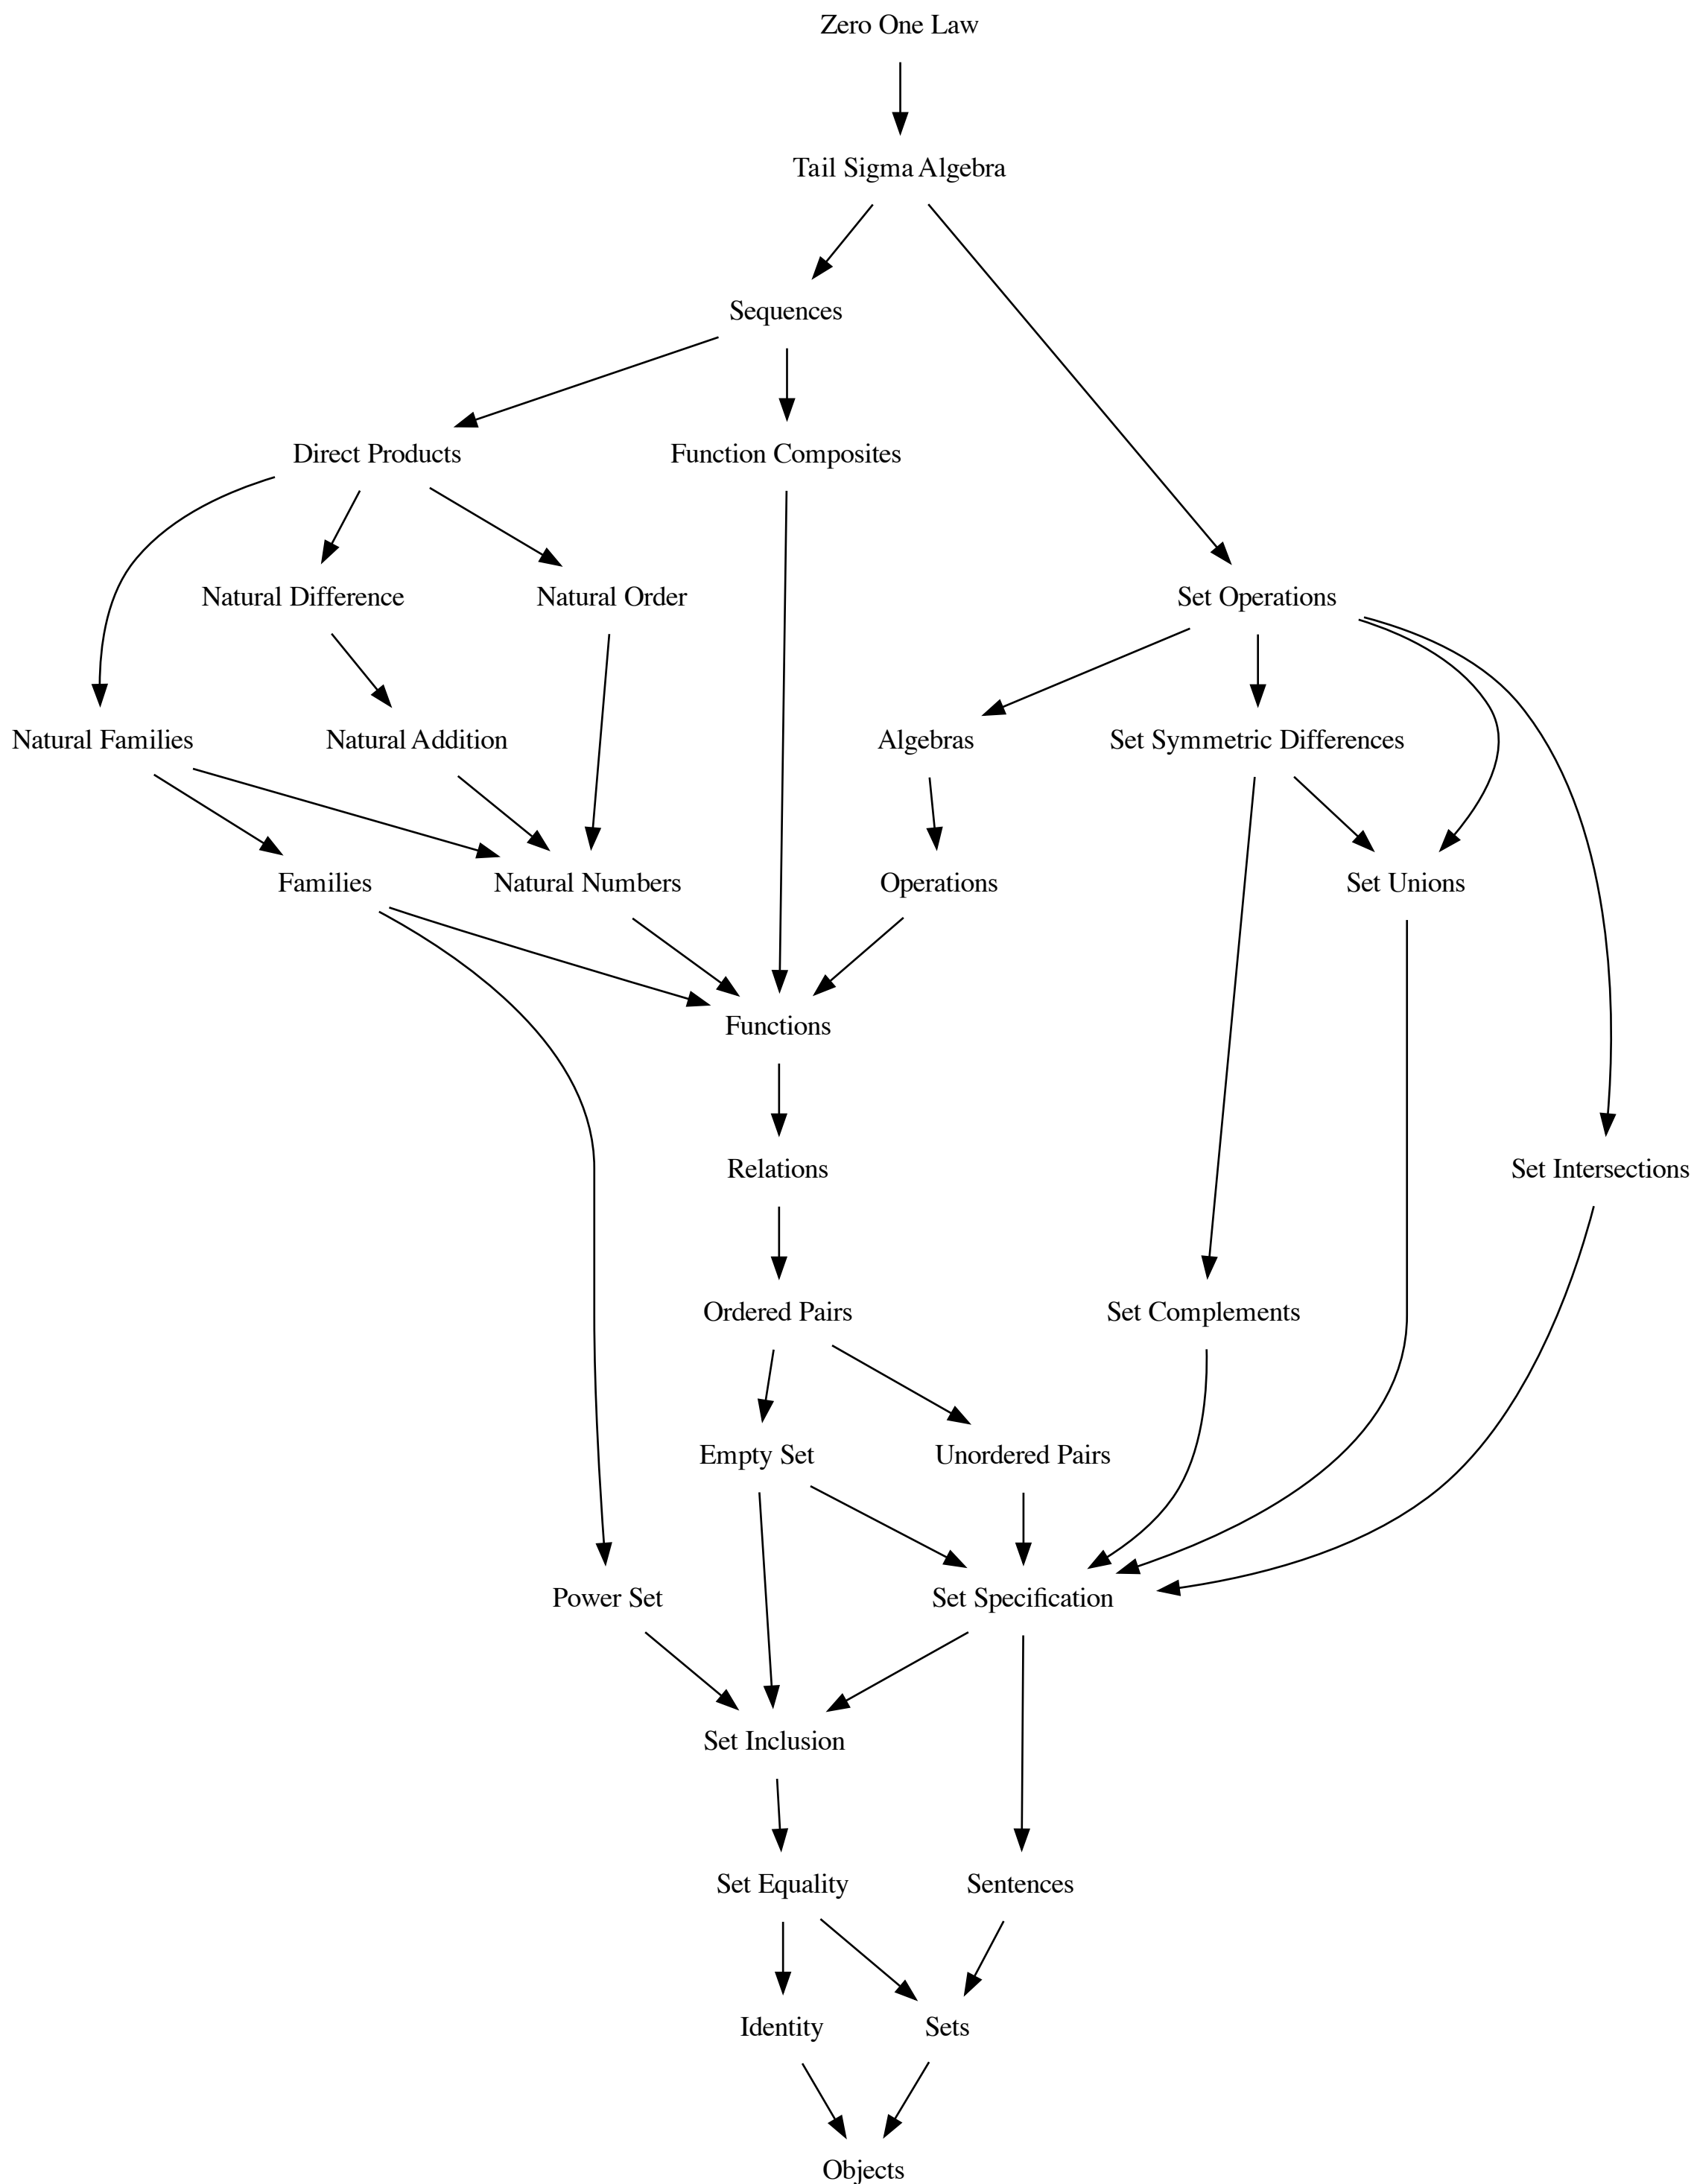 Zero One Law
Tail Sigma Algebra
Sequences
Direct Products
Function Composites
Natural Difference
Natural Order
Set Operations
Natural Families
Natural Addition
Algebras
Set Symmetric Differences
Families
Natural Numbers
Operations
Set Unions
Functions
Relations
Set Intersections
Ordered Pairs
Set Complements
Empty Set
Unordered Pairs
Power Set
Set Specification
Set Inclusion
Set Equality
Sentences
Identity
Sets
Objects